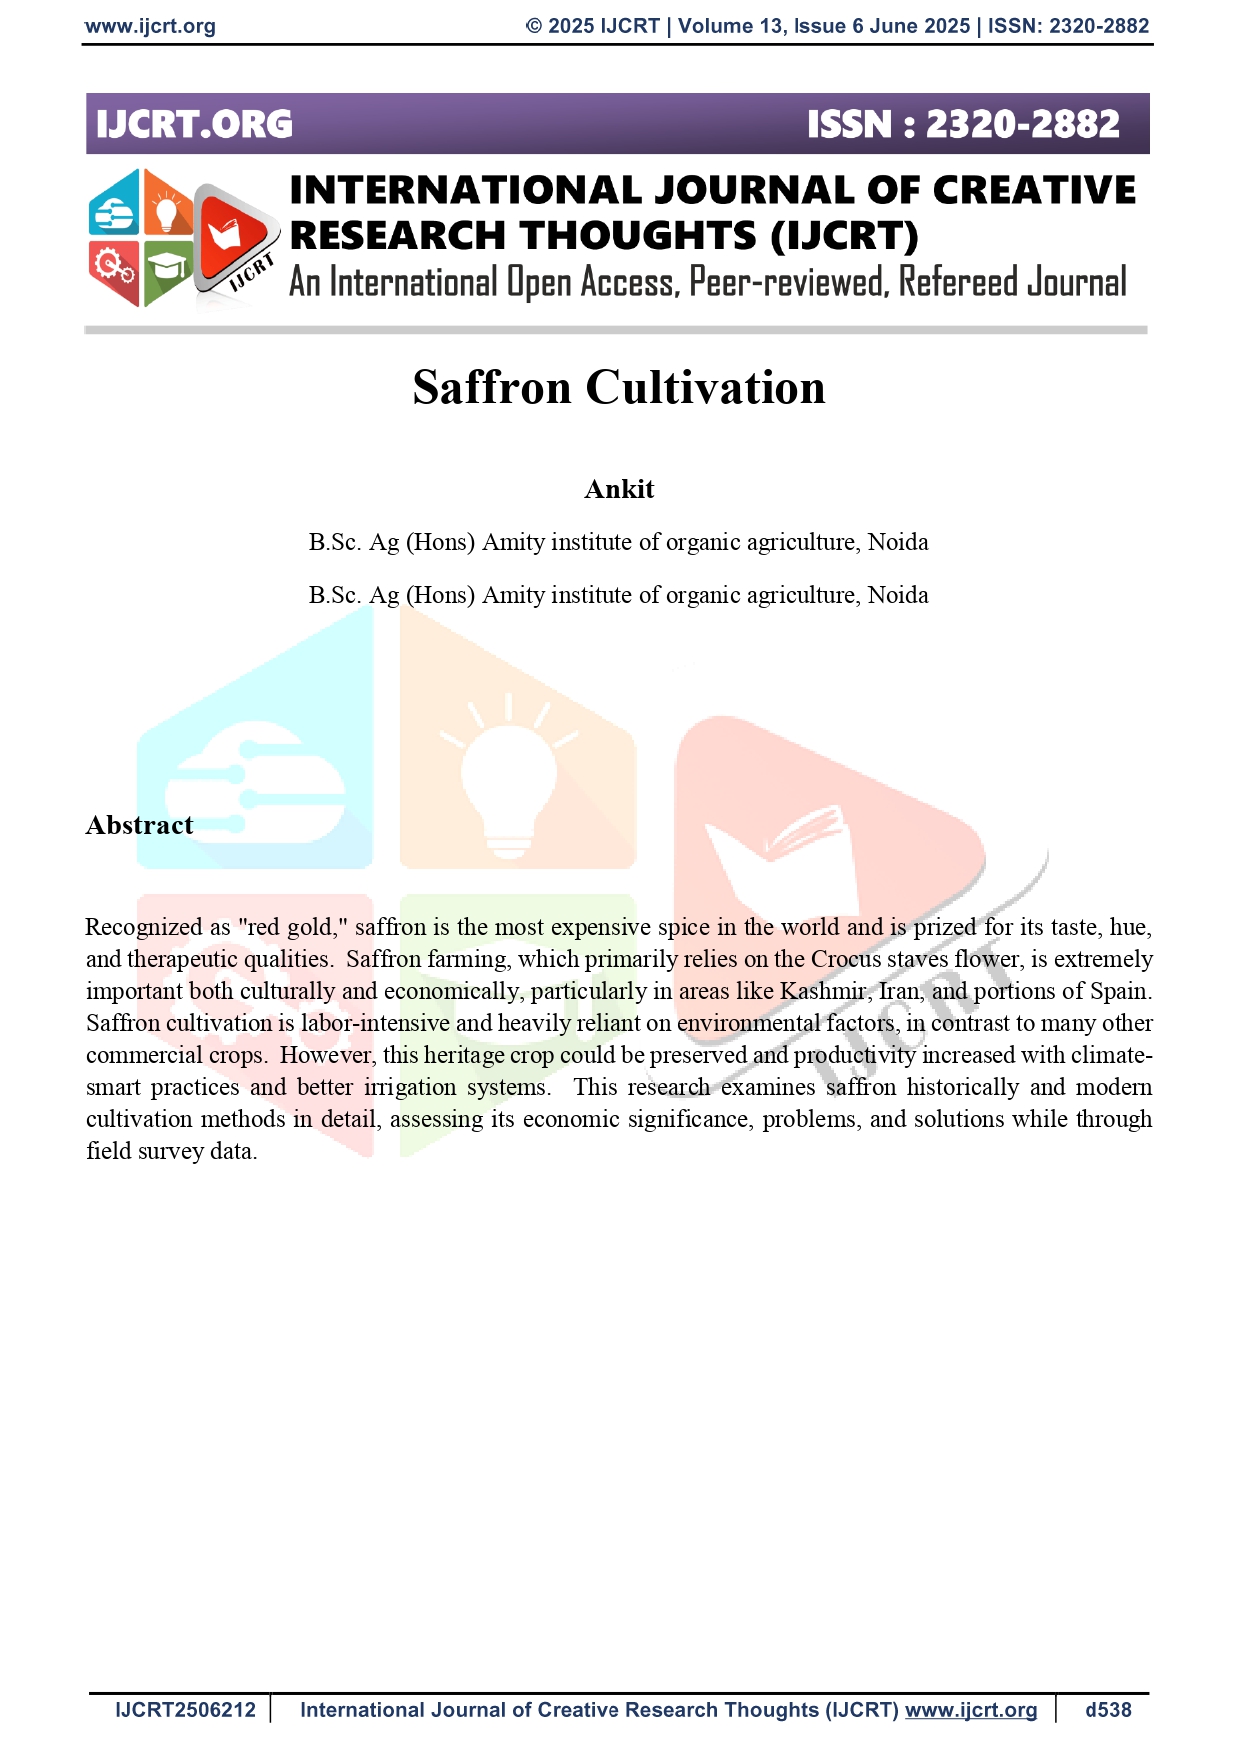 www.ijcrt.org © 2025 IJCRT | Volume 13, Issue 6 June 2025 | ISSN: 2320-2882
IJCRT.ORG ISSN : 2320-2882
INTERNATIONAL JOURNAL OF CREATIVE
RESEARCH THOUGHTS (IJCRT)
An International Open Access, Peer-reviewed, Refereed Journal
IJCRT
Saffron Cultivation
Ankit
B.Sc. Ag (Hons) Amity institute of organic agriculture, Noida
B.Sc. Ag (Hons) Amity institute of organic agriculture, Noida
Abstract
Recognized as "red gold," saffron is the most expensive spice in the world and is prized for its taste, hue,
and therapeutic qualities. Saffron farming, which primarily relies on the Crocus staves flower, is extremely
important both culturally and economically, particularly in areas like Kashmir, Iran, and portions of Spain.
Saffron cultivation is labor-intensive and heavily reliant on environmental factors, in contrast to many other
commercial crops. However, this heritage crop could be preserved and productivity increased with climate-
smart practices and better irrigation systems. This research examines saffron historically and modern
cultivation methods in detail, assessing its economic significance, problems, and solutions while through
field survey data.
IJCRT
IJCRT2506212 International Journal of Creative Research Thoughts (IJCRT) www.ijcrt.org d538